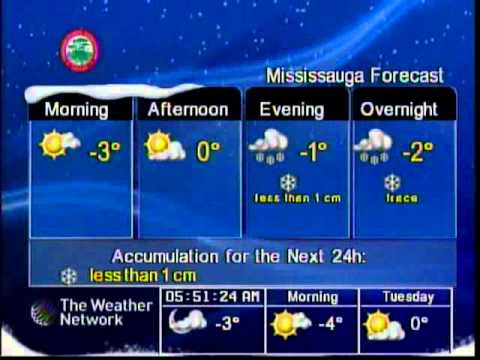 Mississauga Forecast
Morning Afternoon Evening Overnight
-3° 0° -1° -2°
less than 1 cm trace
Accumulation for the Next 24h:
less than 1 cm
The Weather Network
05:51:24 AM Morning Tuesday
-3° -4° 0°